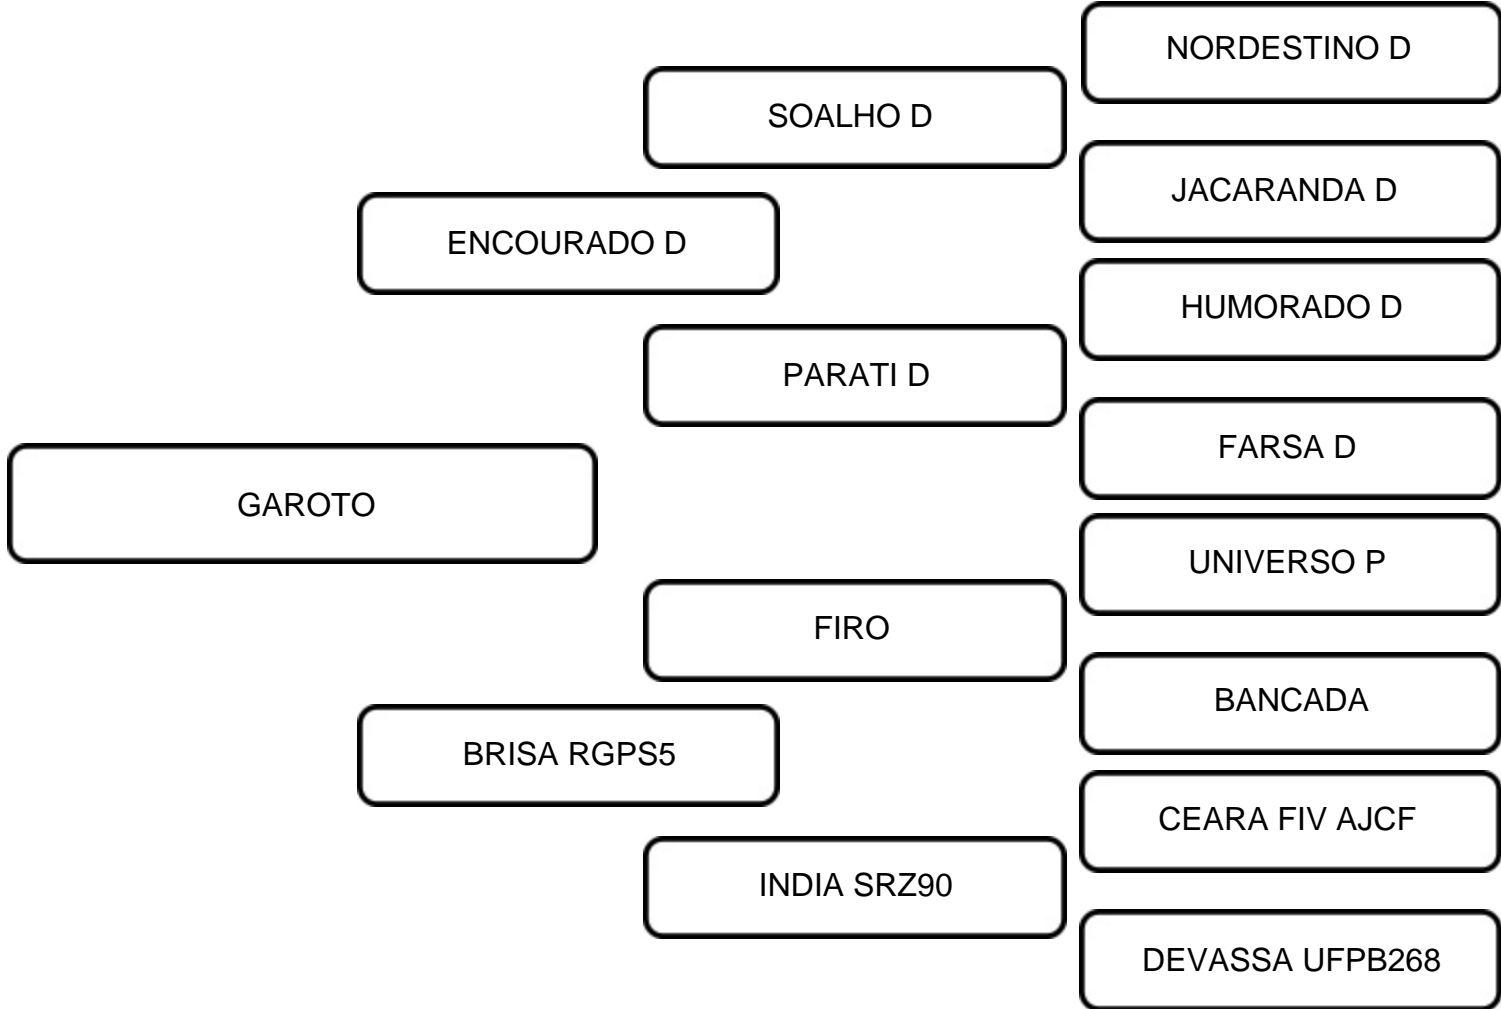 NORDESTINO D
SOALHO D
JACARANDA D
ENCOURADO D
HUMORADO D
PARATI D
FARSA D
GAROTO
UNIVERSO P
FIRO
BANCADA
BRISA RGPS5
CEARA FIV AJCF
INDIA SRZ90
DEVASSA UFPB268